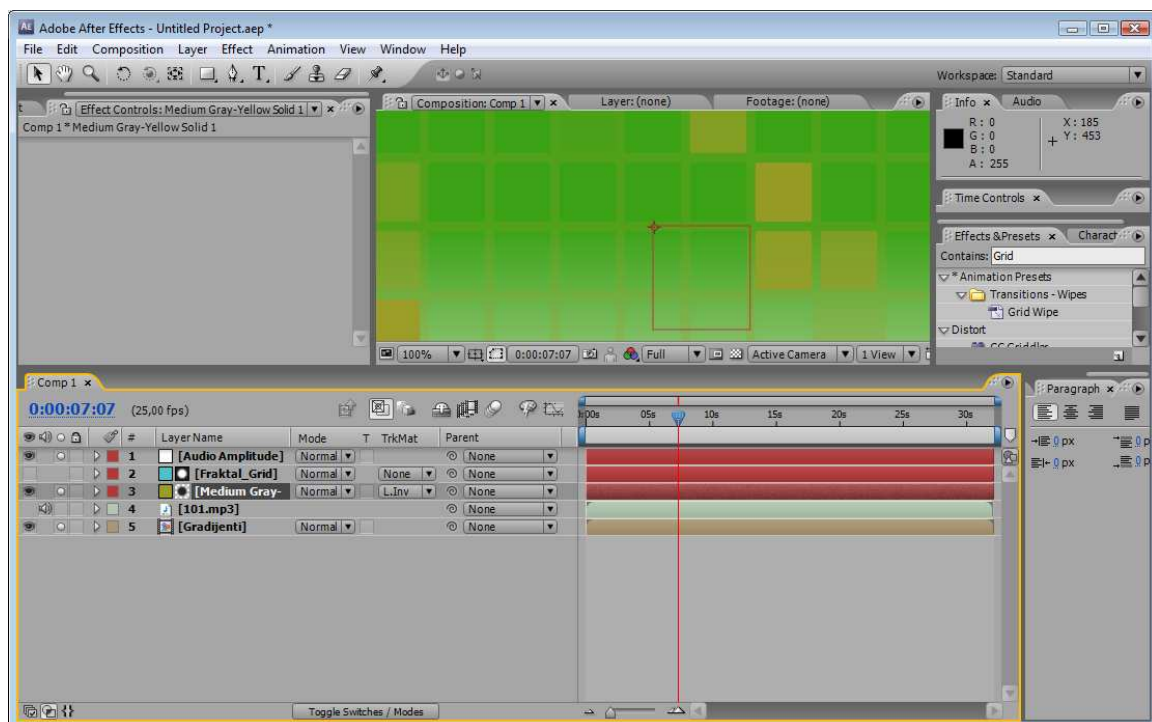 Adobe After Effects - Untitled Project.aep *
File Edit Composition Layer Effect Animation View Window Help
Workspace: Standard
Effect Controls: Medium Gray-Yellow Solid 1
Comp 1 * Medium Gray-Yellow Solid 1
Composition: Comp 1 Layer: (none) Footage: (none)
Info Audio
R: 0 X: 185
G: 0 Y: 453
B: 0
A: 255
Time Controls
Effects & Presets Charact
Contains: Grid
* Animation Presets
Transitions - Wipes
Grid Wipe
Distort
100% 0:00:07:07 Full Active Camera 1 View
Comp 1
0:00:07:07 (25,00 fps)
00s 05s 10s 15s 20s 25s 30s
# Layer Name Mode T TrkMat Parent
1 [Audio Amplitude] Normal None
2 [Fraktal_Grid] Normal None None
3 [Medium Gray- Normal L.Inv None
4 [101.mp3] None
5 [Gradijenti] Normal None
Toggle Switches / Modes
Paragraph
0 px 0 p
0 px 0 p